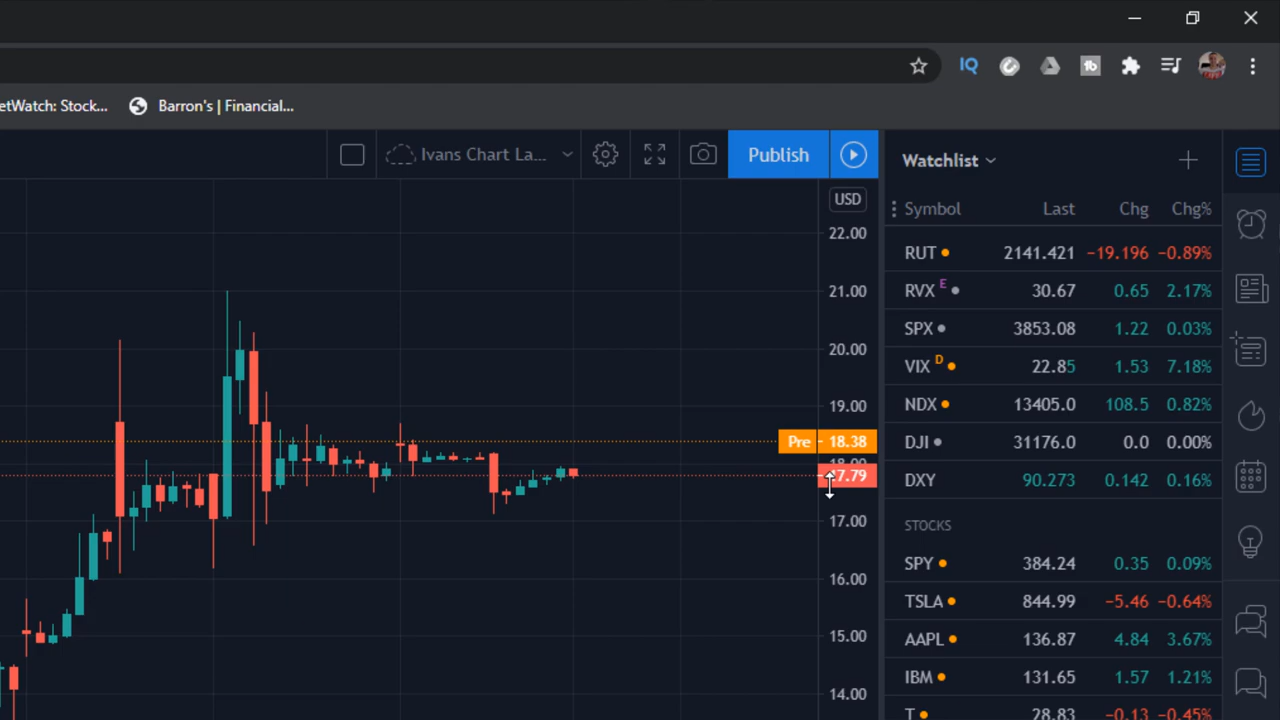 IQ
tb
etWatch: Stock...
Barron's | Financial...
Ivans Chart La...
Publish
Watchlist
USD
Symbol Last Chg Chg%
22.00
21.00
20.00
19.00
Pre 18.38
18.00
17.79
17.00
16.00
15.00
14.00
RUT 2141.421 −19.196 −0.89%
RVX E 30.67 0.65 2.17%
SPX 3853.08 1.22 0.03%
VIX D 22.85 1.53 7.18%
NDX 13405.0 108.5 0.82%
DJI 31176.0 0.0 0.00%
DXY 90.273 0.142 0.16%
STOCKS
SPY 384.24 0.35 0.09%
TSLA 844.99 −5.46 −0.64%
AAPL 136.87 4.84 3.67%
IBM 131.65 1.57 1.21%
T 28.83 −0.13 −0.45%